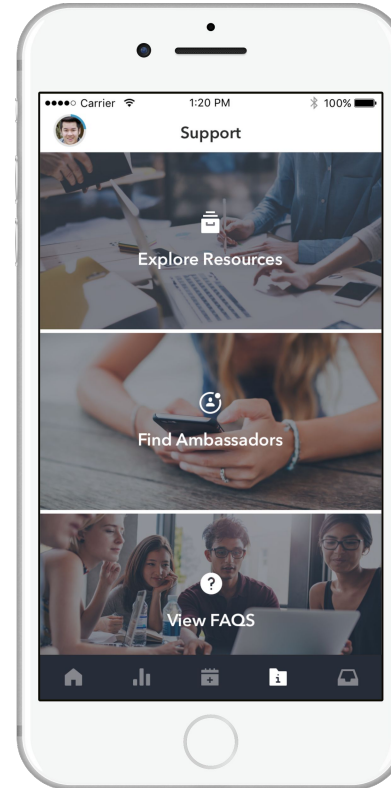 Carrier 1:20 PM 100%
Support
Explore Resources
Find Ambassadors
View FAQS